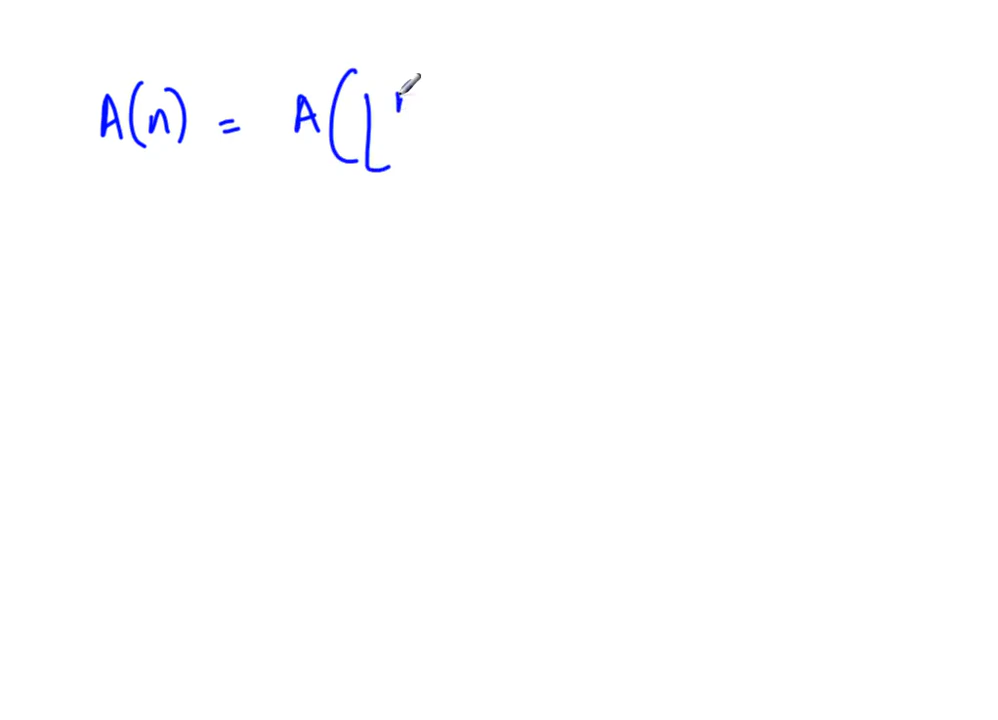 A(n) = A(⌊